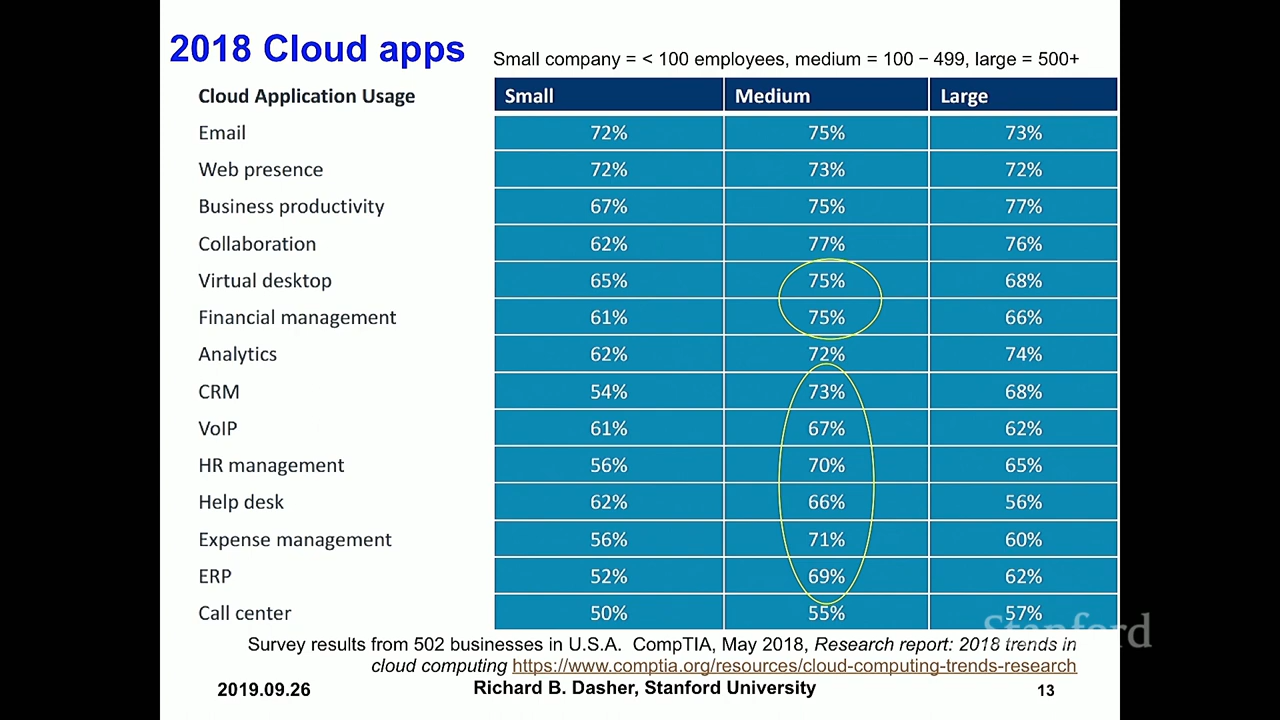 2018 Cloud apps
Small company = < 100 employees, medium = 100 – 499, large = 500+
Cloud Application Usage Small Medium Large
Email 72% 75% 73%
Web presence 72% 73% 72%
Business productivity 67% 75% 77%
Collaboration 62% 77% 76%
Virtual desktop 65% 75% 68%
Financial management 61% 75% 66%
Analytics 62% 72% 74%
CRM 54% 73% 68%
VoIP 61% 67% 62%
HR management 56% 70% 65%
Help desk 62% 66% 56%
Expense management 56% 71% 60%
ERP 52% 69% 62%
Call center 50% 55% 57%
Stanford
Survey results from 502 businesses in U.S.A. CompTIA, May 2018, Research report: 2018 trends in
cloud computing https://www.comptia.org/resources/cloud-computing-trends-research
2019.09.26 Richard B. Dasher, Stanford University 13